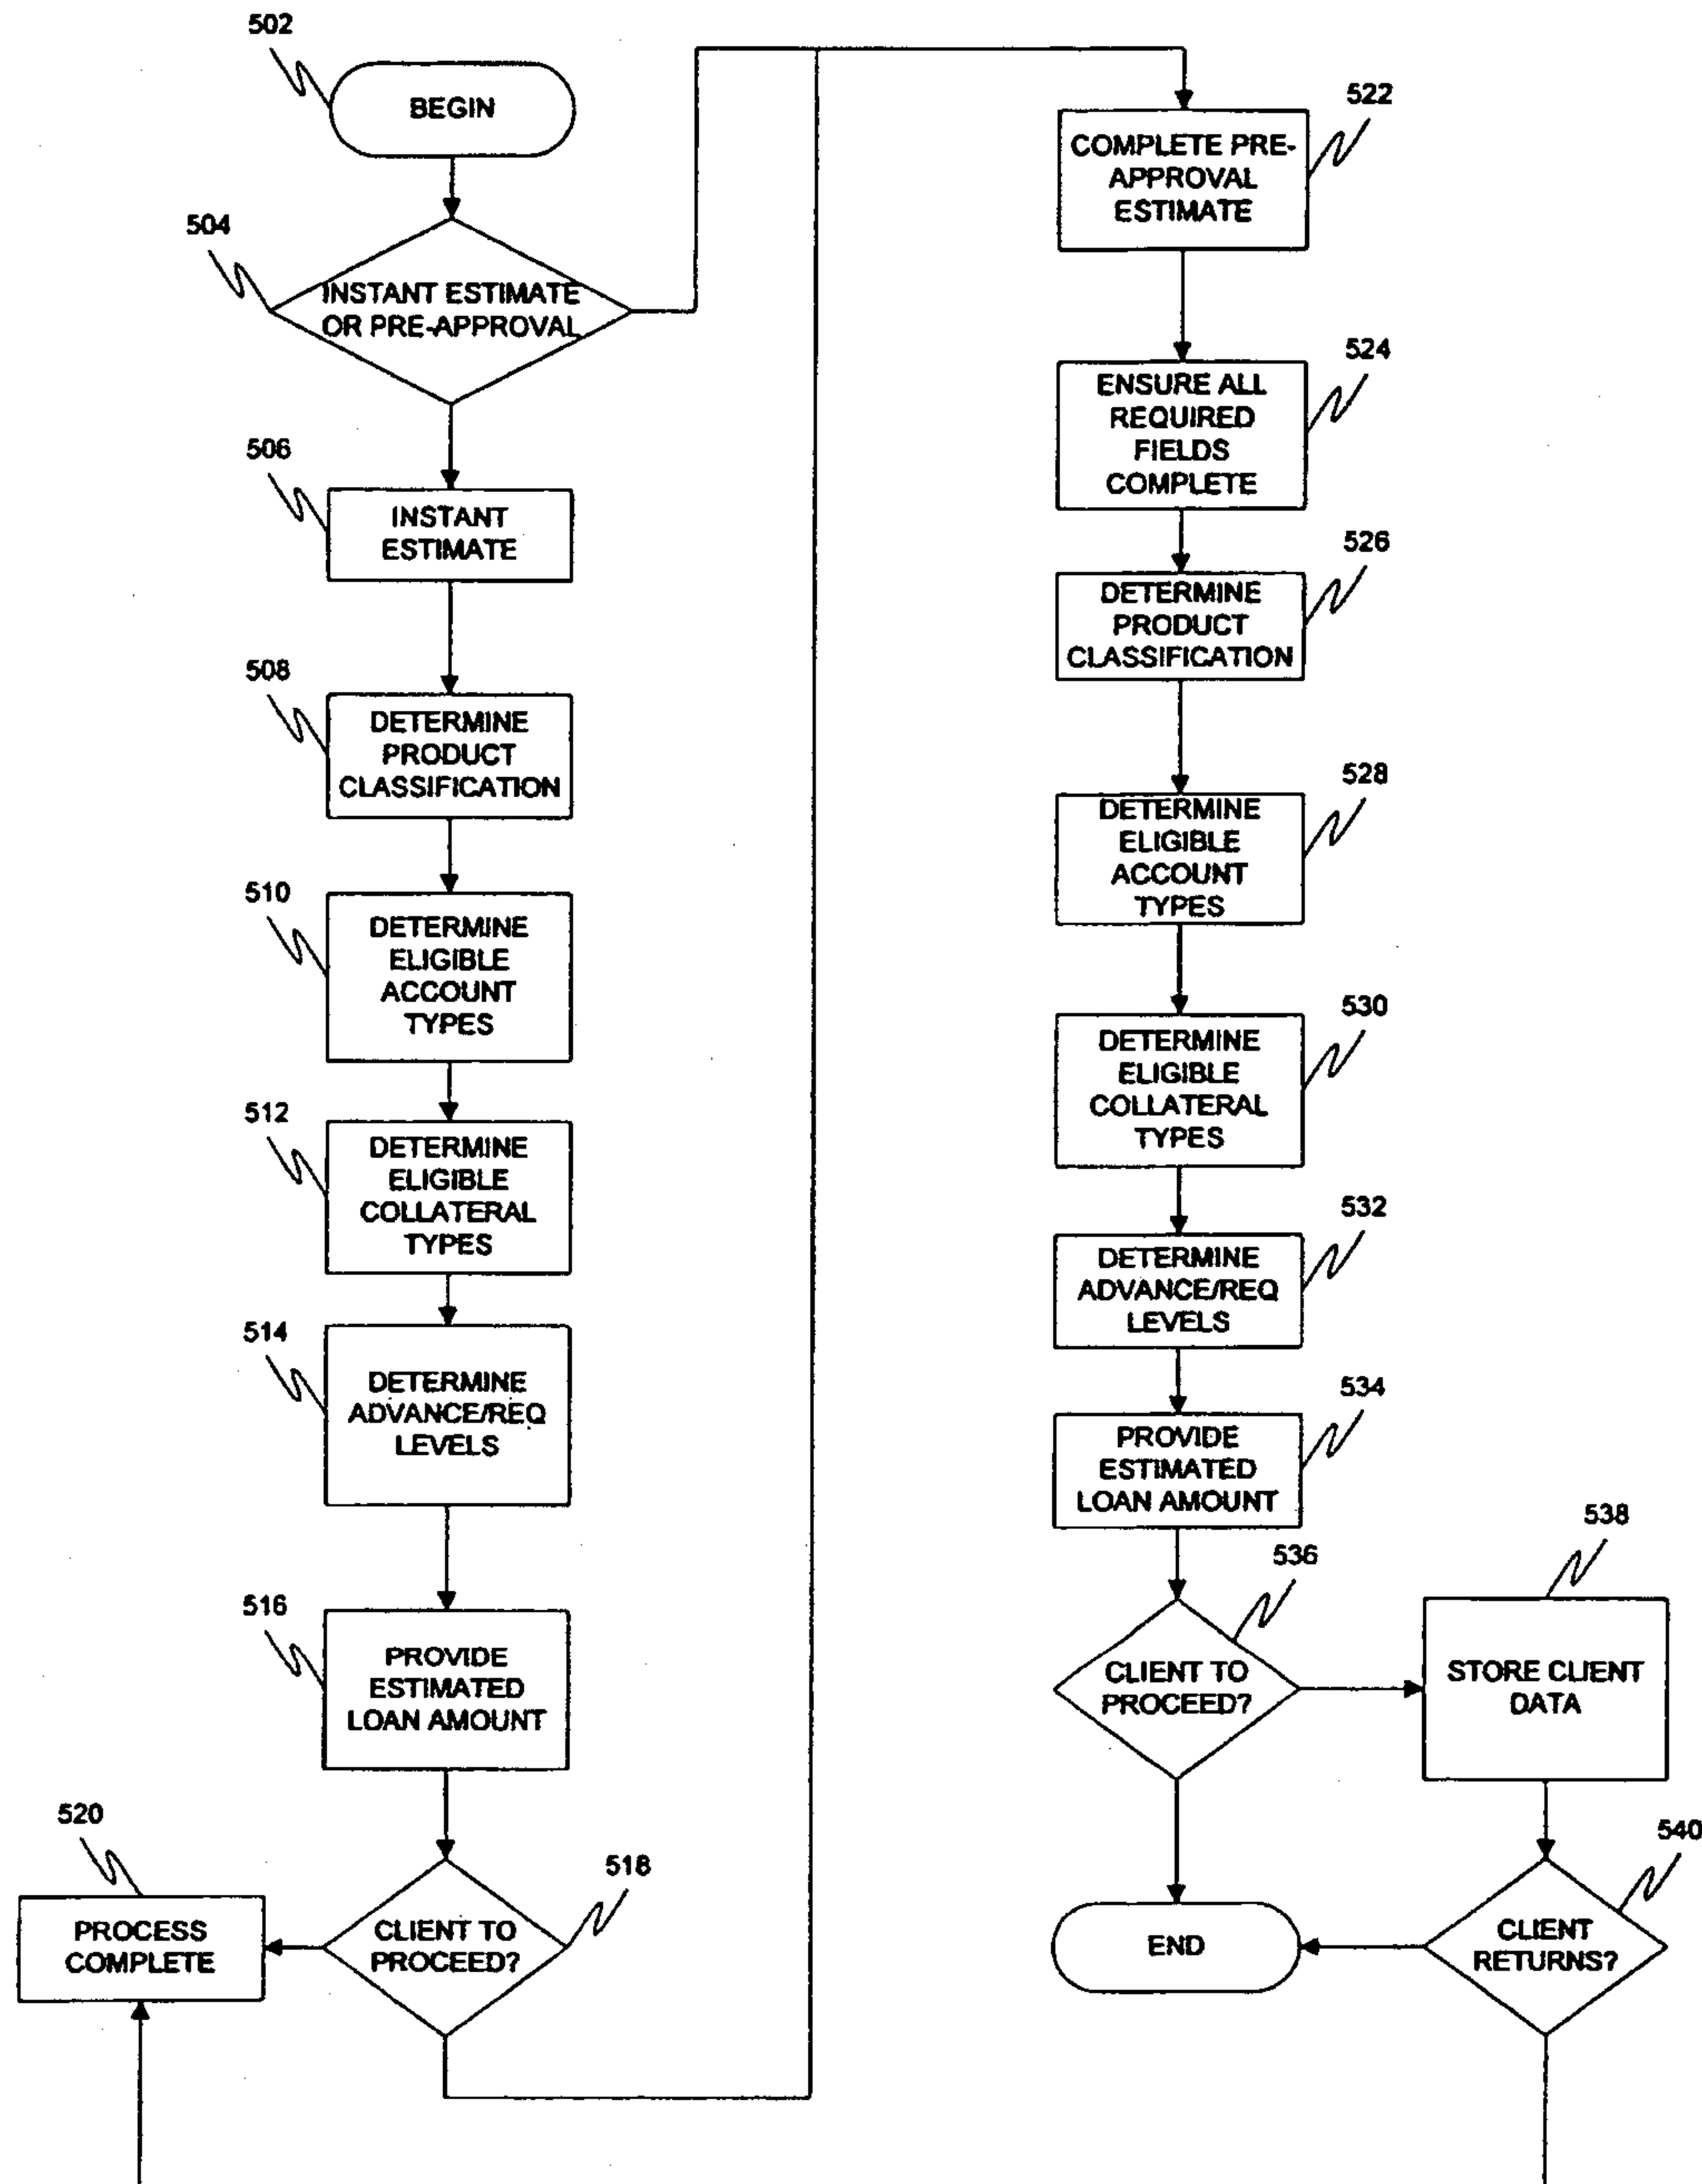 502
BEGIN
504
INSTANT ESTIMATE
OR PRE-APPROVAL
506
INSTANT
ESTIMATE
508
DETERMINE
PRODUCT
CLASSIFICATION
510
DETERMINE
ELIGIBLE
ACCOUNT
TYPES
512
DETERMINE
ELIGIBLE
COLLATERAL
TYPES
514
DETERMINE
ADVANCE/REQ
LEVELS
516
PROVIDE
ESTIMATED
LOAN AMOUNT
518
CLIENT TO
PROCEED?
520
PROCESS
COMPLETE
522
COMPLETE PRE-
APPROVAL
ESTIMATE
524
ENSURE ALL
REQUIRED
FIELDS
COMPLETE
526
DETERMINE
PRODUCT
CLASSIFICATION
528
DETERMINE
ELIGIBLE
ACCOUNT
TYPES
530
DETERMINE
ELIGIBLE
COLLATERAL
TYPES
532
DETERMINE
ADVANCE/REQ
LEVELS
534
PROVIDE
ESTIMATED
LOAN AMOUNT
536
CLIENT TO
PROCEED?
538
STORE CLIENT
DATA
540
CLIENT
RETURNS?
END